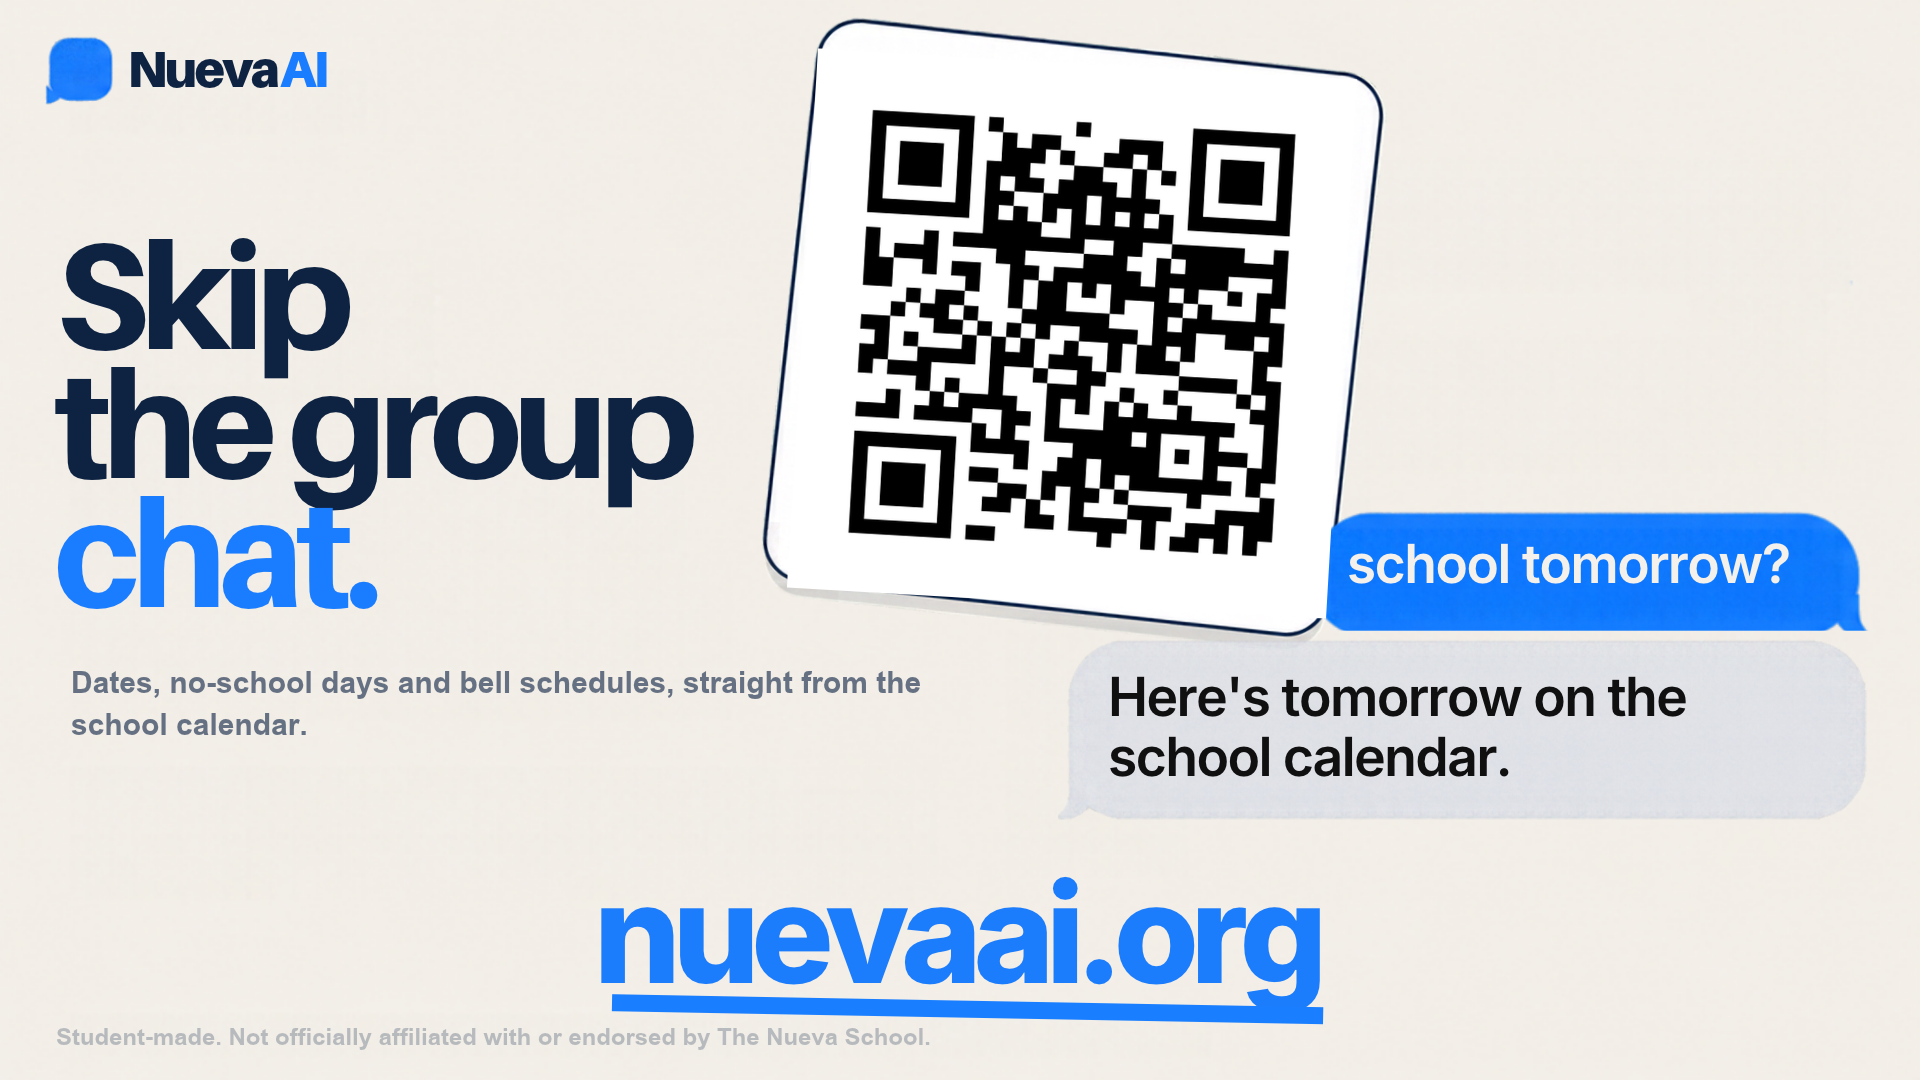 NuevaAI
Skip
the group
chat.
Dates, no-school days and bell schedules, straight from the
school calendar.
school tomorrow?
Here's tomorrow on the
school calendar.
nuevaai.org
Student-made. Not officially affiliated with or endorsed by The Nueva School.